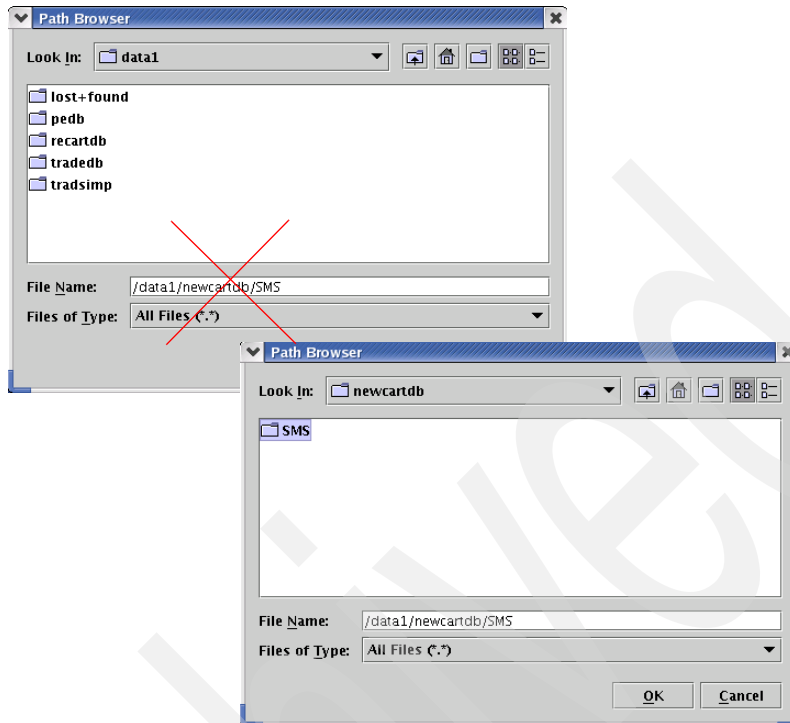 Path Browser
Look In: data1
lost+found
pedb
recartdb
tradedb
tradsimp
File Name: /data1/newcartdb/SMS
Files of Type: All Files (*.*)
Path Browser
Look In: newcartdb
SMS
File Name: /data1/newcartdb/SMS
Files of Type: All Files (*.*)
OK Cancel